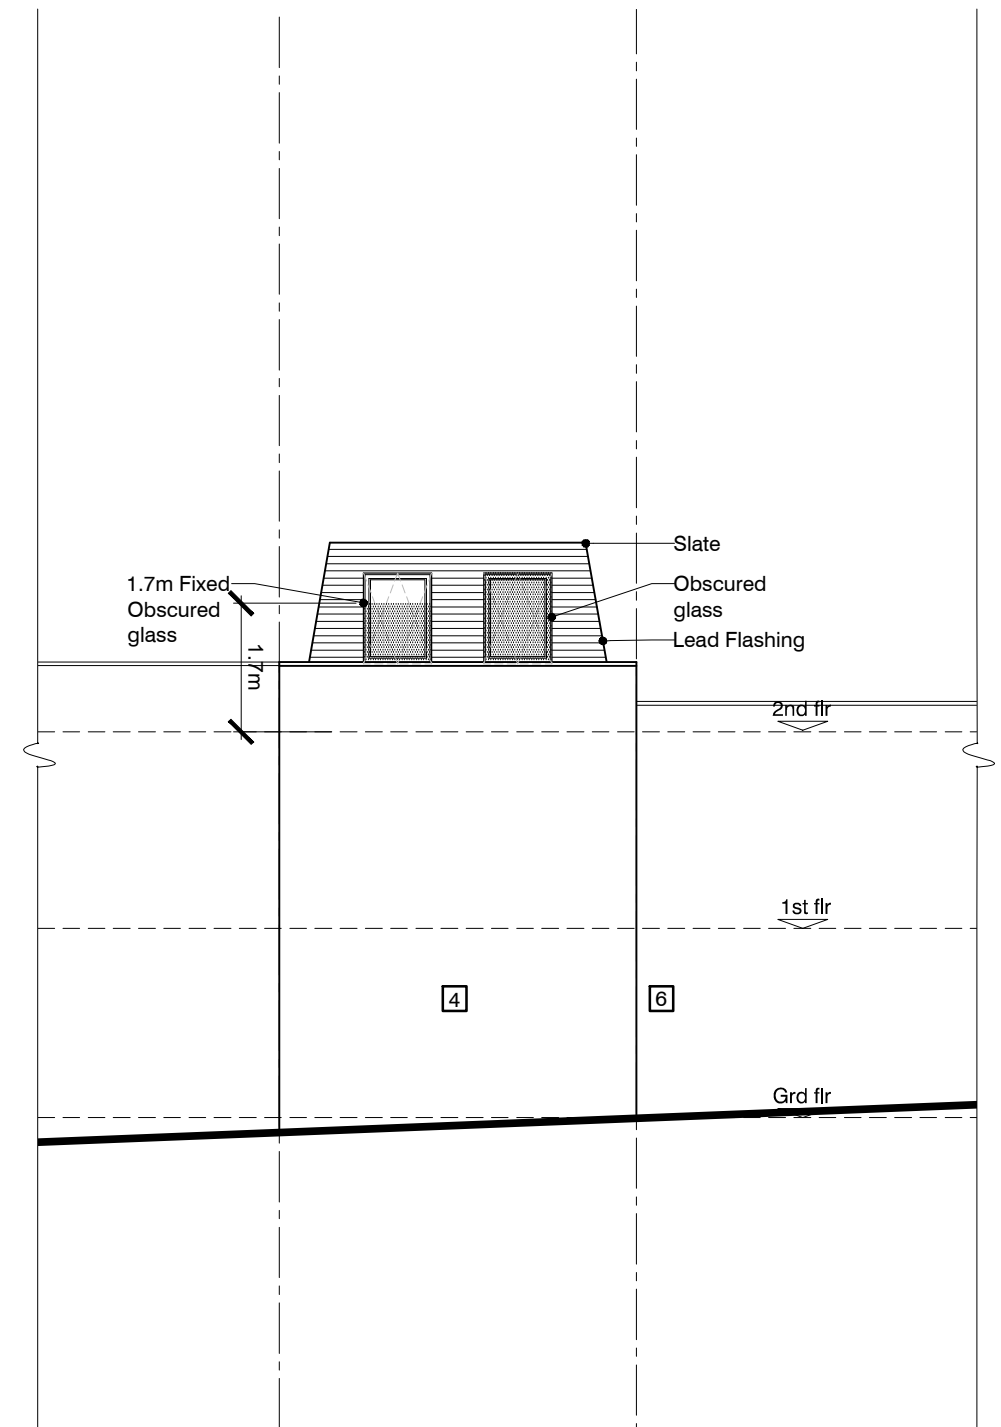 Slate
1.7m Fixed
Obscured
glass
Obscured
glass
Lead Flashing
1.7m
2nd flr
1st flr
4
6
Grd flr